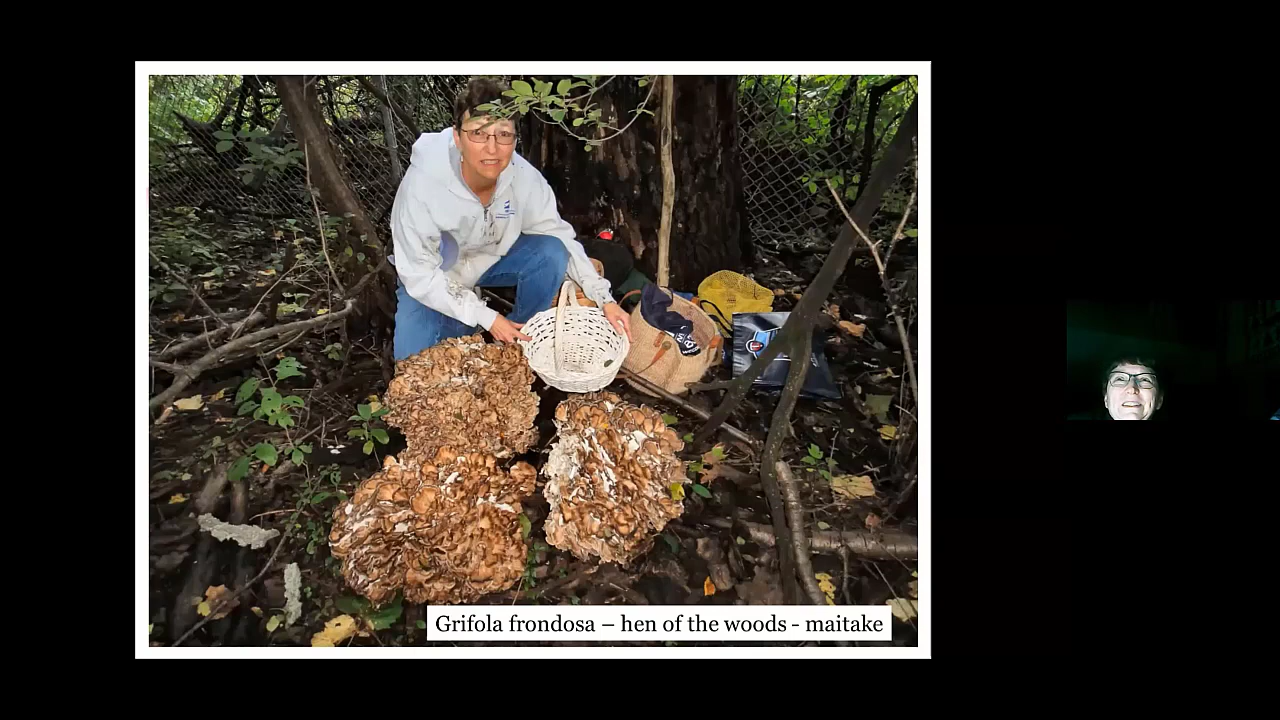 Grifola frondosa – hen of the woods - maitake